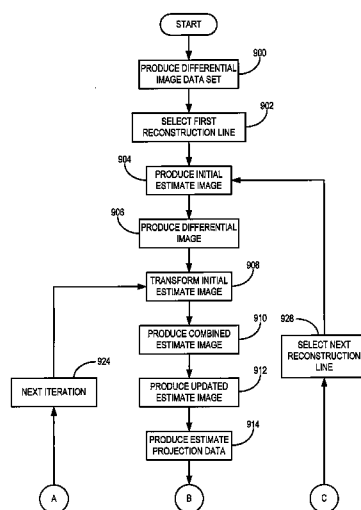 START
900
PRODUCE DIFFERENTIAL
IMAGE DATA SET
902
SELECT FIRST
RECONSTRUCTION LINE
904
PRODUCE INITIAL
ESTIMATE IMAGE
906
PRODUCE DIFFERENTIAL
IMAGE
908
TRANSFORM INITIAL
ESTIMATE IMAGE
910
PRODUCE COMBINED
ESTIMATE IMAGE
928
SELECT NEXT
RECONSTRUCTION
LINE
924
NEXT ITERATION
912
PRODUCE UPDATED
ESTIMATE IMAGE
914
PRODUCE ESTIMATE
PROJECTION DATA
A
B
C